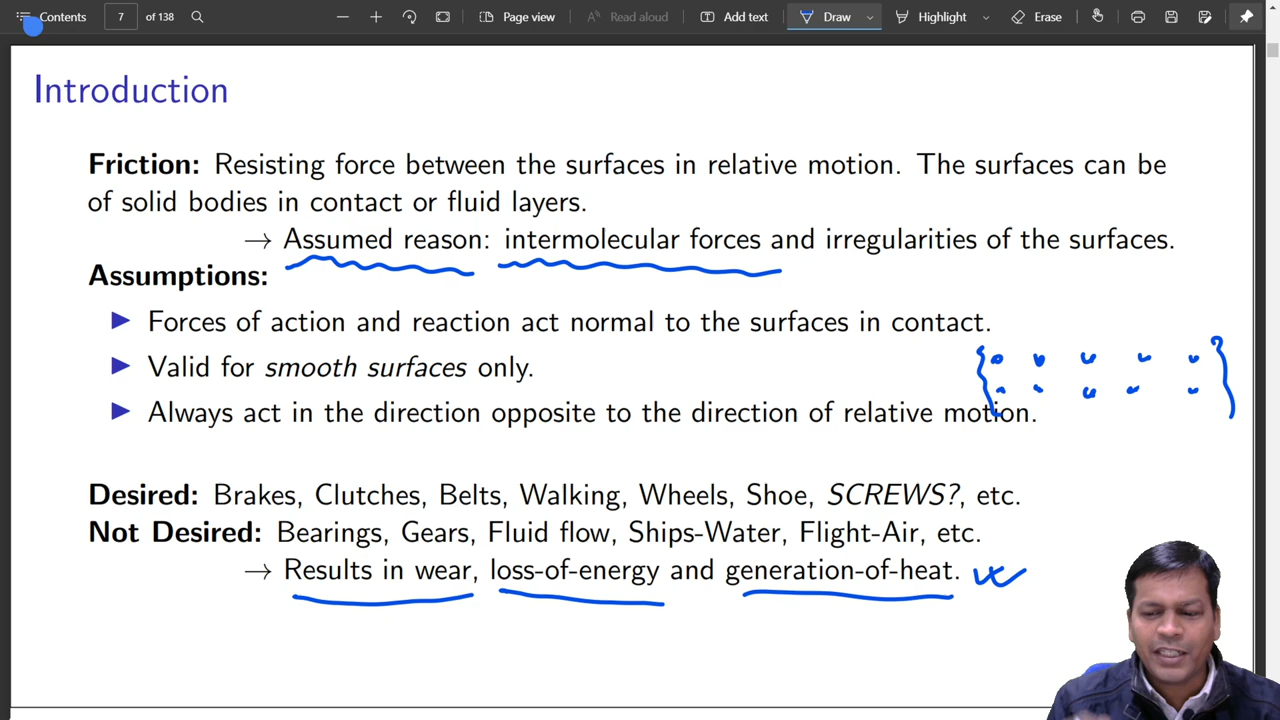 Contents 7 of 138 Page view Read aloud Add text Draw Highlight Erase
Introduction
Friction: Resisting force between the surfaces in relative motion. The surfaces can be
of solid bodies in contact or fluid layers.
→ Assumed reason: intermolecular forces and irregularities of the surfaces.
Assumptions:
▶ Forces of action and reaction act normal to the surfaces in contact.
▶ Valid for smooth surfaces only.
▶ Always act in the direction opposite to the direction of relative motion.
Desired: Brakes, Clutches, Belts, Walking, Wheels, Shoe, SCREWS?, etc.
Not Desired: Bearings, Gears, Fluid flow, Ships-Water, Flight-Air, etc.
→ Results in wear, loss-of-energy and generation-of-heat.